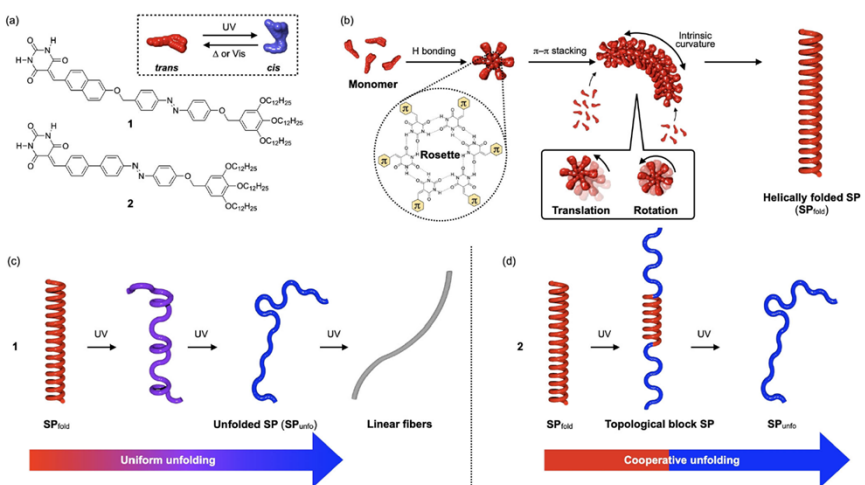 (a)
UV
Δ or Vis
trans
cis
O
H
HN
N
O
O
O
N
N
O
OC12H25
OC12H25
OC12H25
1
O
H
HN
N
O
O
N
N
O
OC12H25
OC12H25
OC12H25
2
(b)
Monomer
H bonding
π–π stacking
Intrinsic
curvature
π
π
π
π
π
π
Rosette
Translation
Rotation
Helically folded SP
(SPfold)
(c)
1
UV
UV
UV
SPfold
Unfolded SP (SPunfo)
Linear fibers
Uniform unfolding
(d)
2
UV
UV
SPfold
Topological block SP
SPunfo
Cooperative unfolding